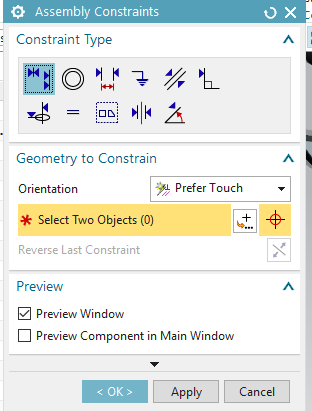 Assembly Constraints
Constraint Type
Geometry to Constrain
Orientation
Prefer Touch
* Select Two Objects (0)
Reverse Last Constraint
Preview
Preview Window
Preview Component in Main Window
< OK >
Apply
Cancel